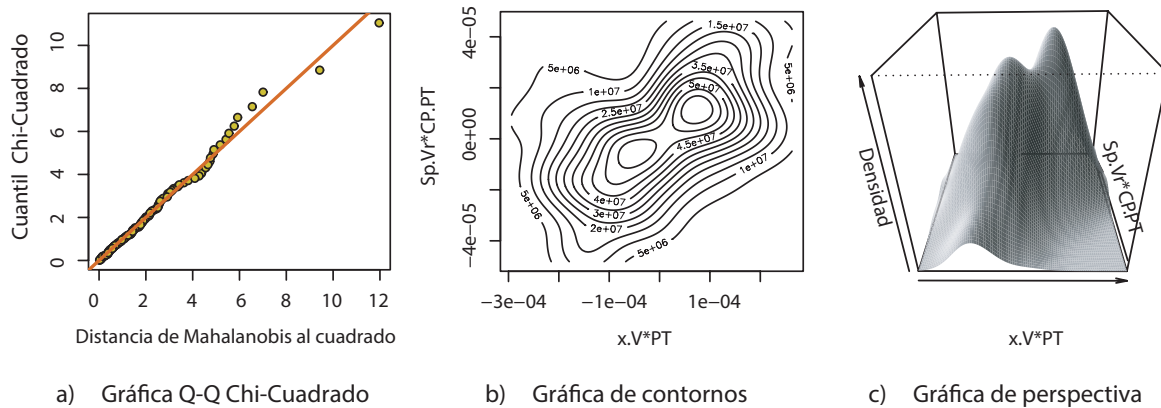 Cuantil Chi-Cuadrado
0
2
4
6
8
10
0
2
4
6
8
10
12
Distancia de Mahalanobis al cuadrado
a) Gráfica Q-Q Chi-Cuadrado
Sp.Vr*CP.PT
4e-05
0e+00
−4e-05
1.5e+07
5e+06
3.5e+07
5e+07
1e+07
2.5e+07
5e+06
4.5e+07
1e+07
5e+06
4e+07
3e+07
2e+07
5e+06
−3e−04
−1e−04
1e−04
x.V*PT
b) Gráfica de contornos
Densidad
Sp.Vr*CP.PT
x.V*PT
c) Gráfica de perspectiva